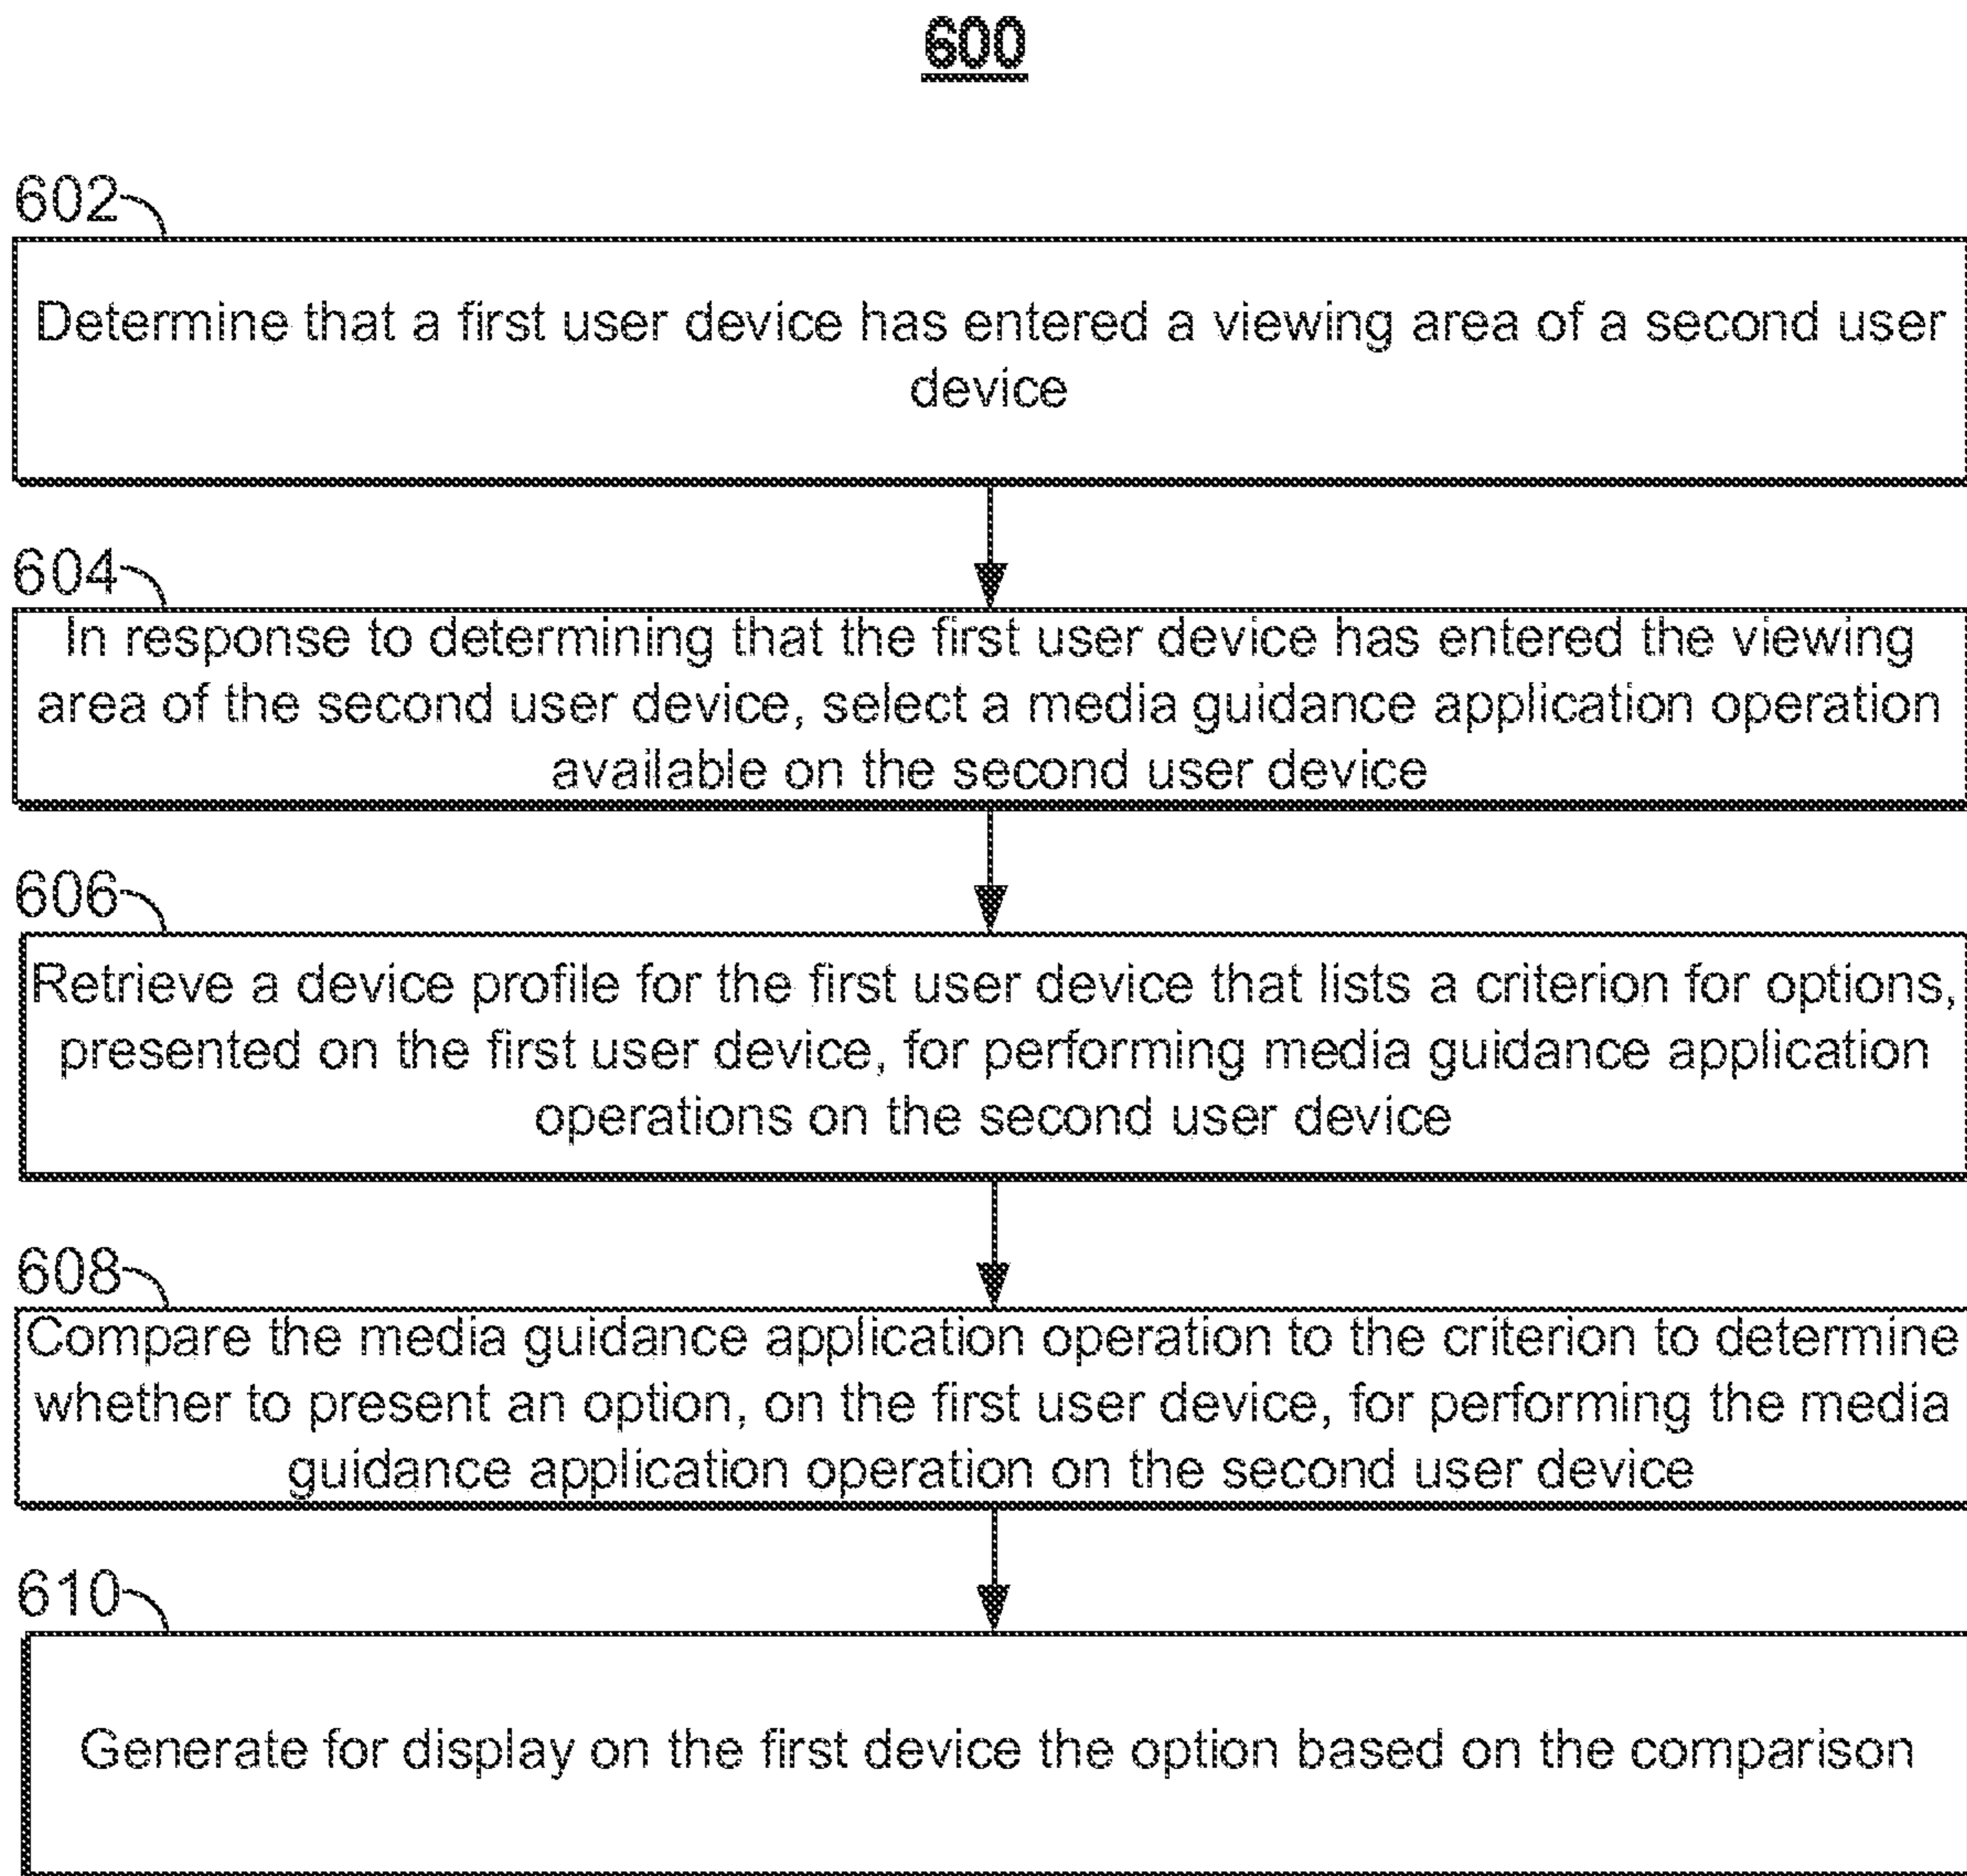 600
602
Determine that a first user device has entered a viewing area of a second user
device
604
In response to determining that the first user device has entered the viewing
area of the second user device, select a media guidance application operation
available on the second user device
606
Retrieve a device profile for the first user device that lists a criterion for options,
presented on the first user device, for performing media guidance application
operations on the second user device
608
Compare the media guidance application operation to the criterion to determine
whether to present an option, on the first user device, for performing the media
guidance application operation on the second user device
610
Generate for display on the first device the option based on the comparison